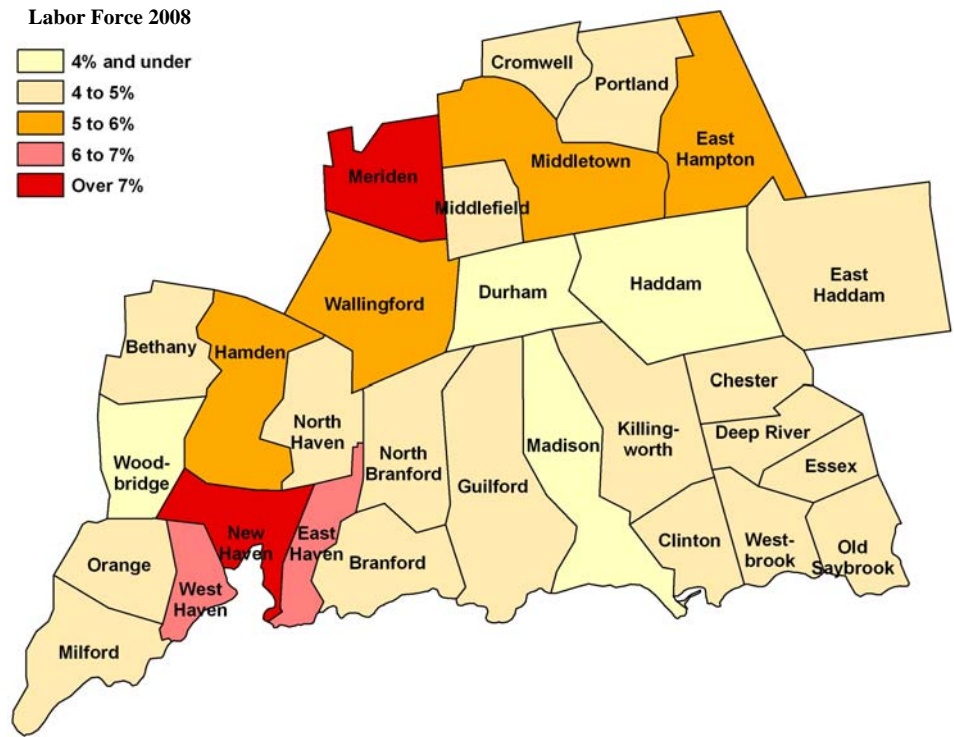 Labor Force 2008
4% and under
4 to 5%
5 to 6%
6 to 7%
Over 7%
Cromwell
Portland
East
Hampton
Middletown
Meriden
Middlefield
Wallingford
Durham
Haddam
East
Haddam
Bethany
Hamden
North
Haven
Wood-
bridge
North
Branford
Guilford
Madison
Killing-
worth
Chester
Deep River
Essex
New
Haven
East
Haven
Branford
Clinton
West-
brook
Old
Saybrook
Orange
West
Haven
Milford